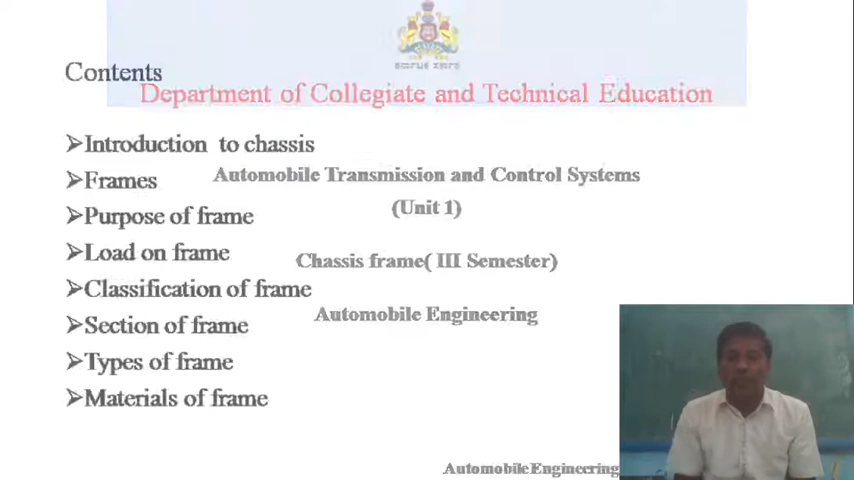 Contents
Department of Collegiate and Technical Education
➢Introduction to chassis
Automobile Transmission and Control Systems
➢Frames
(Unit 1)
➢Purpose of frame
➢Load on frame
Chassis frame( III Semester)
➢Classification of frame
Automobile Engineering
➢Section of frame
➢Types of frame
➢Materials of frame
Automobile Engineering